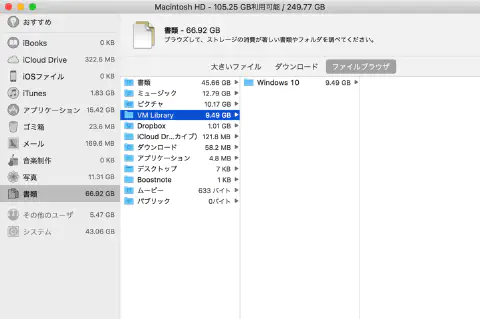 Macintosh HD - 105.25 GB利用可能 / 249.77 GB
おすすめ
iBooks 0 KB
iCloud Drive 322.5 MB
iOSファイル 0 KB
iTunes 1.83 GB
アプリケーション 15.42 GB
ゴミ箱 23.6 MB
メール 169.6 MB
音楽制作 0 KB
写真 11.31 GB
書類 66.92 GB
その他のユーザ 5.47 GB
システム 43.06 GB
書類 - 66.92 GB
ブラウズして、ストレージの消費が著しい書類やフォルダを調べてください。
大きいファイル ダウンロード ファイルブラウザ
書類 45.66 GB
ミュージック 12.79 GB
ピクチャ 10.17 GB
VM Library 9.49 GB
Dropbox 1.01 GB
iCloud Dr...カイブ) 121.8 MB
ダウンロード 58.2 MB
アプリケーション 4.8 MB
デスクトップ 7 KB
Boostnote 1 KB
ムービー 633 バイト
パブリック 0バイト
Windows 10 9.49 GB